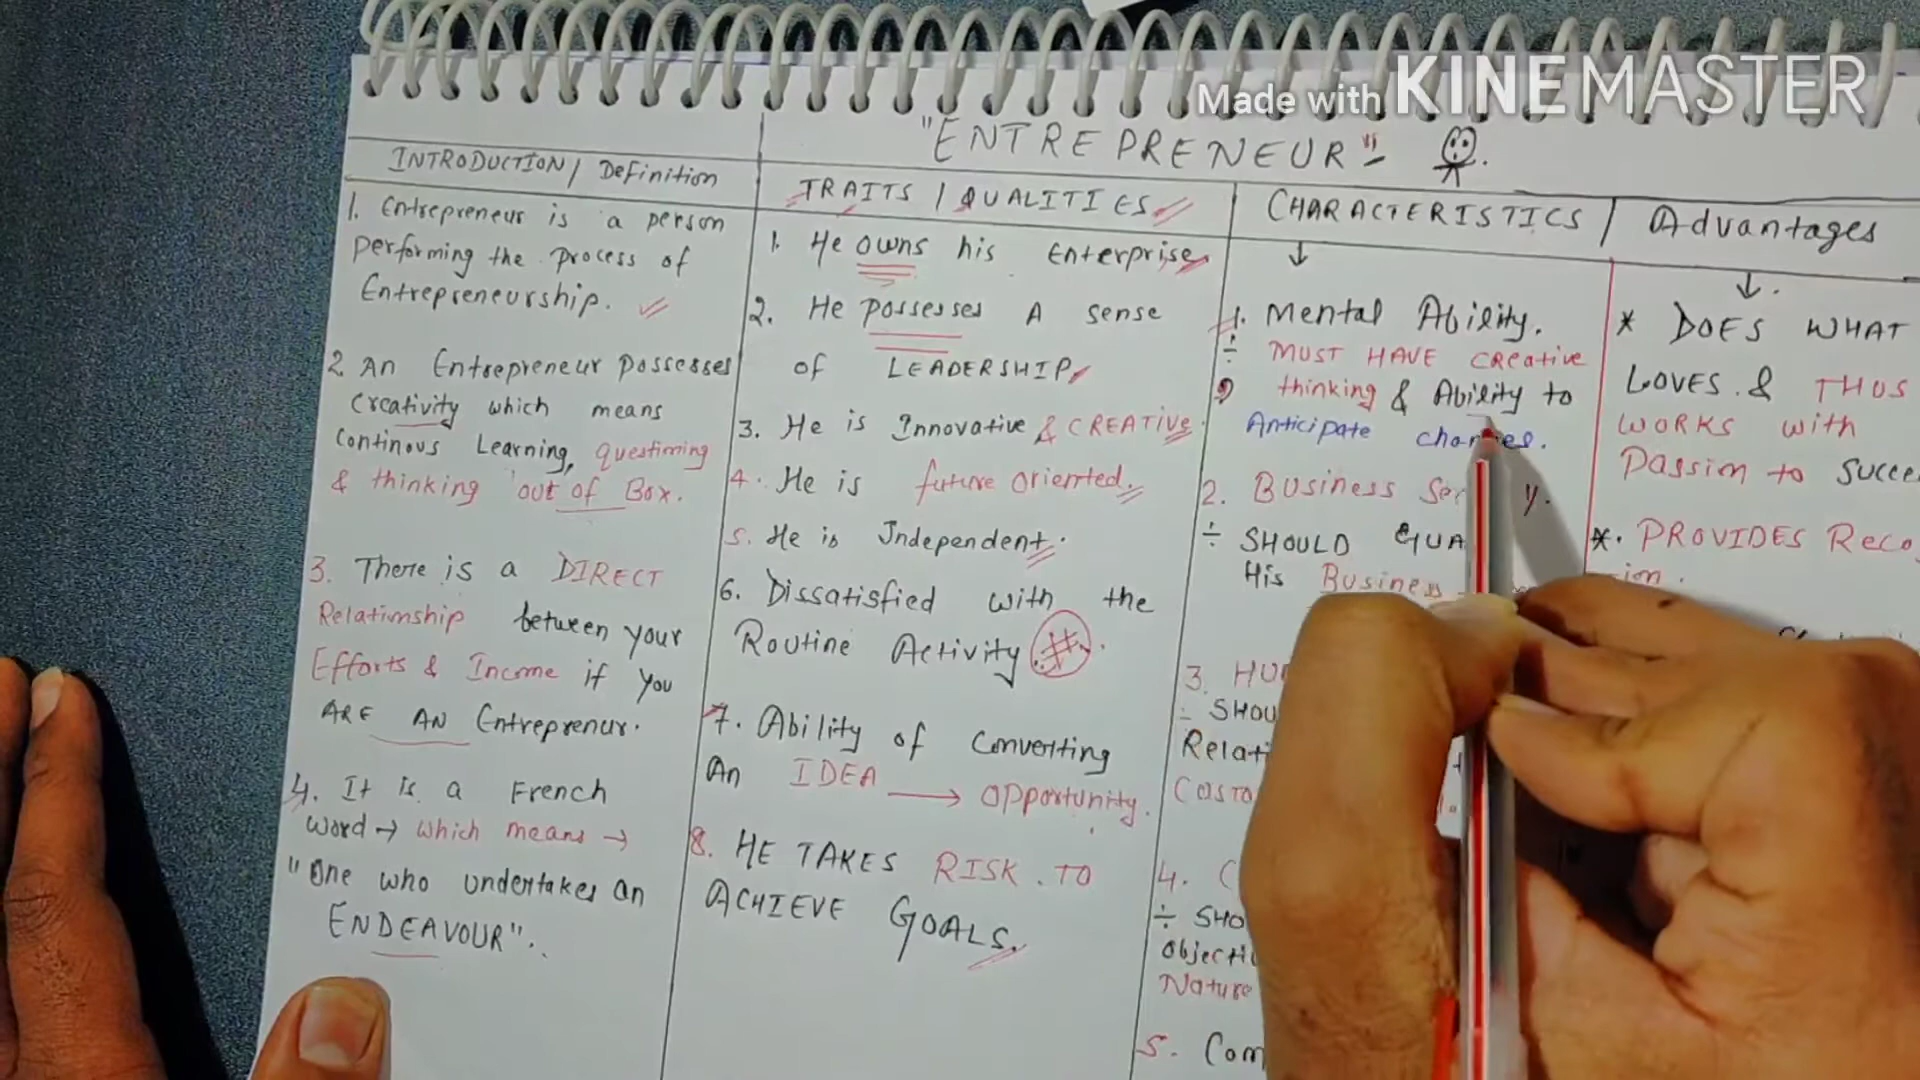 Made with KINEMASTER
"ENTREPRENEUR"
INTRODUCTION / Definition
1. Entrepreneur is a person
performing the process of
Entrepreneurship.
2. An Entrepreneur possesses
Creativity which means
Continous Learning, questioning
& thinking 'out of Box.
3. There is a DIRECT
Relationship between your
Efforts & Income if you
ARE AN Entreprenur.
4. It is a French
word → which means →
"One who undertakes an
ENDEAVOUR".
TRAITS / QUALITIES
1. He owns his Enterprise
2. He possesses A sense
of LEADERSHIP
3. He is Innovative & CREATIVE
4. He is future oriented.
5. He is Independent.
6. Dissatisfied with the
Routine Activity
7. Ability of Converting
An IDEA → opportunity.
8. HE TAKES RISK. TO
ACHIEVE GOALS.
CHARACTERISTICS / Advantages
1. Mental Ability.
÷ MUST HAVE creative
thinking & Ability to
Anticipate
2. Business
÷ SHOULD
His Business
3.
÷
4.
÷
Nature
5.
* DOES WHAT
LOVES. & THUS
WORKS with
Passion to
*. PROVIDES